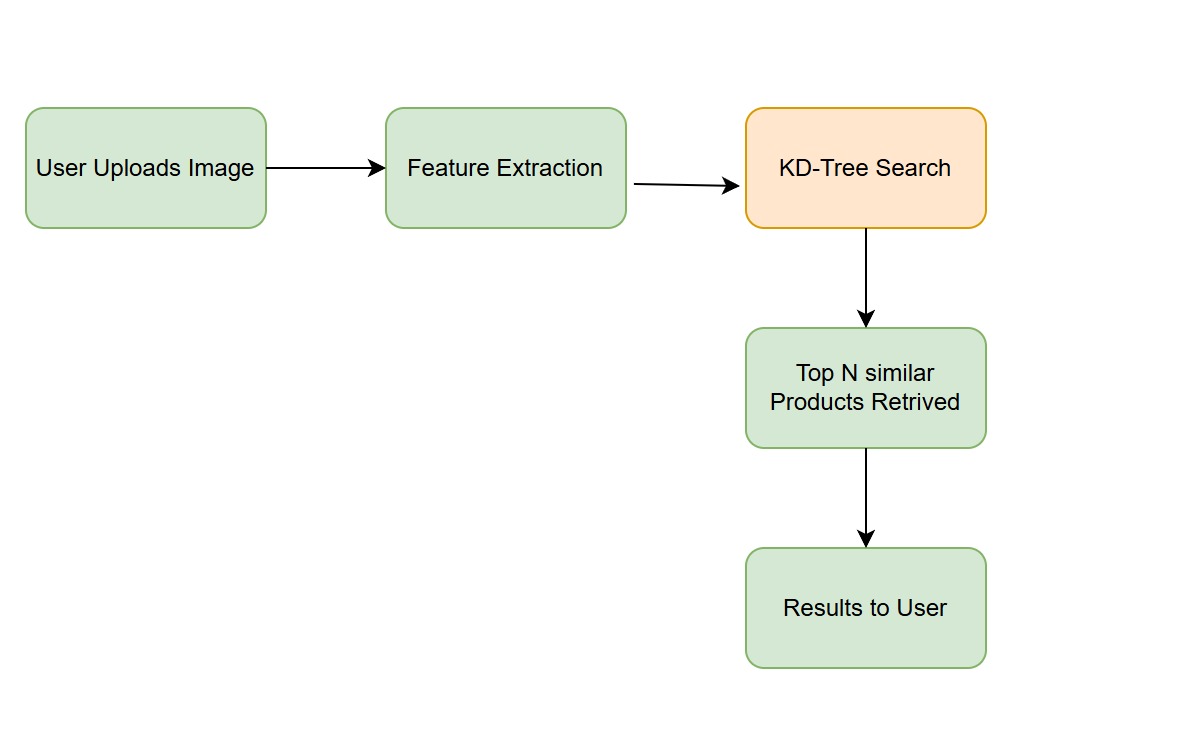 User Uploads Image
Feature Extraction
KD-Tree Search
Top N similar
Products Retrived
Results to User